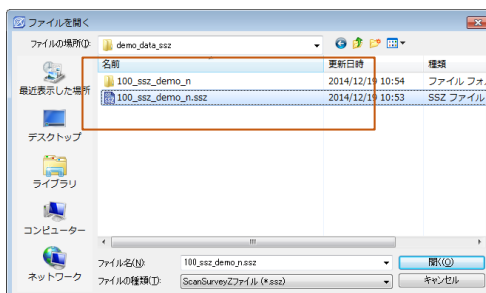 ファイルを開く
ファイルの場所(I):
demo_data_ssz
名前
更新日時
種類
100_ssz_demo_n
2014/12/19 10:54
ファイル フォ.
100_ssz_demo_n.ssz
2014/12/19 10:53
SSZ ファイル
最近表示した場所
デスクトップ
ライブラリ
コンピューター
ネットワーク
ファイル名(N):
100_ssz_demo_n.ssz
開く(O)
ファイルの種類(T):
ScanSurveyZファイル (*.ssz)
キャンセル